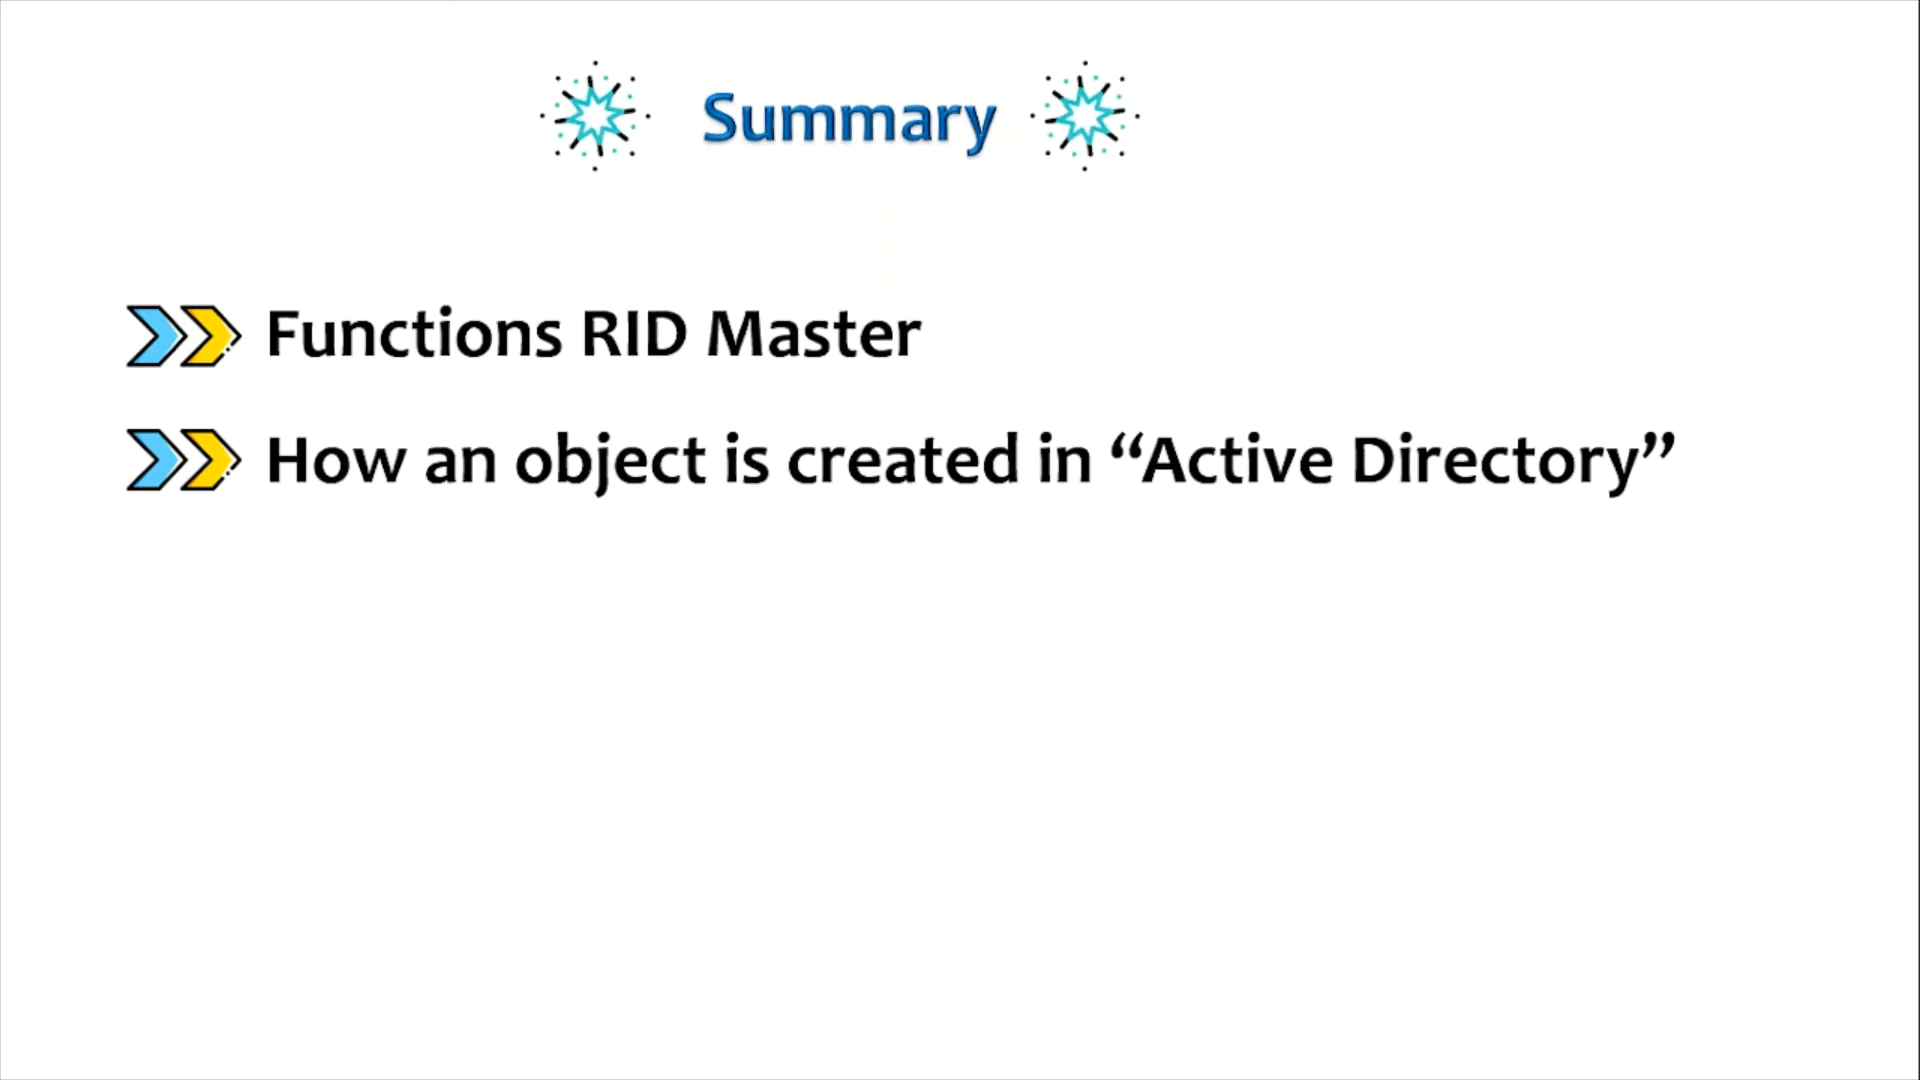 Summary
Functions RID Master
How an object is created in “Active Directory”